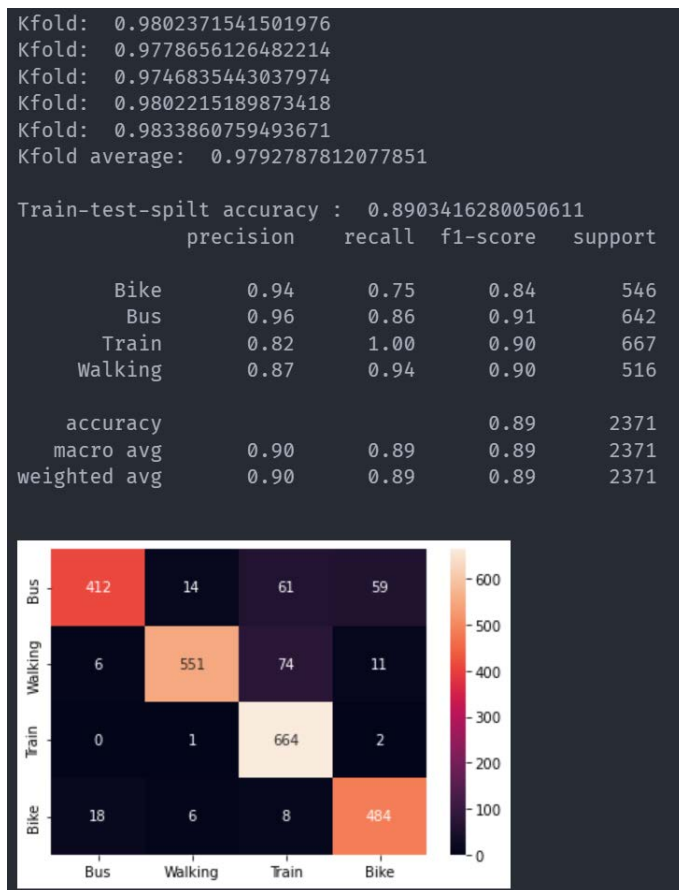 Kfold:  0.9802371541501976
Kfold:  0.9778656126482214
Kfold:  0.9746835443037974
Kfold:  0.9802215189873418
Kfold:  0.9833860759493671
Kfold average:  0.9792787812077851
Train-test-spilt accuracy :  0.8903416280050611
precision recall f1-score support
Bike 0.94 0.75 0.84 546
Bus 0.96 0.86 0.91 642
Train 0.82 1.00 0.90 667
Walking 0.87 0.94 0.90 516
accuracy 0.89 2371
macro avg 0.90 0.89 0.89 2371
weighted avg 0.90 0.89 0.89 2371
Bus 412 14 61 59
Walking 6 551 74 11
Train 0 1 664 2
Bike 18 6 8 484
Bus Walking Train Bike
600
500
400
300
200
100
0